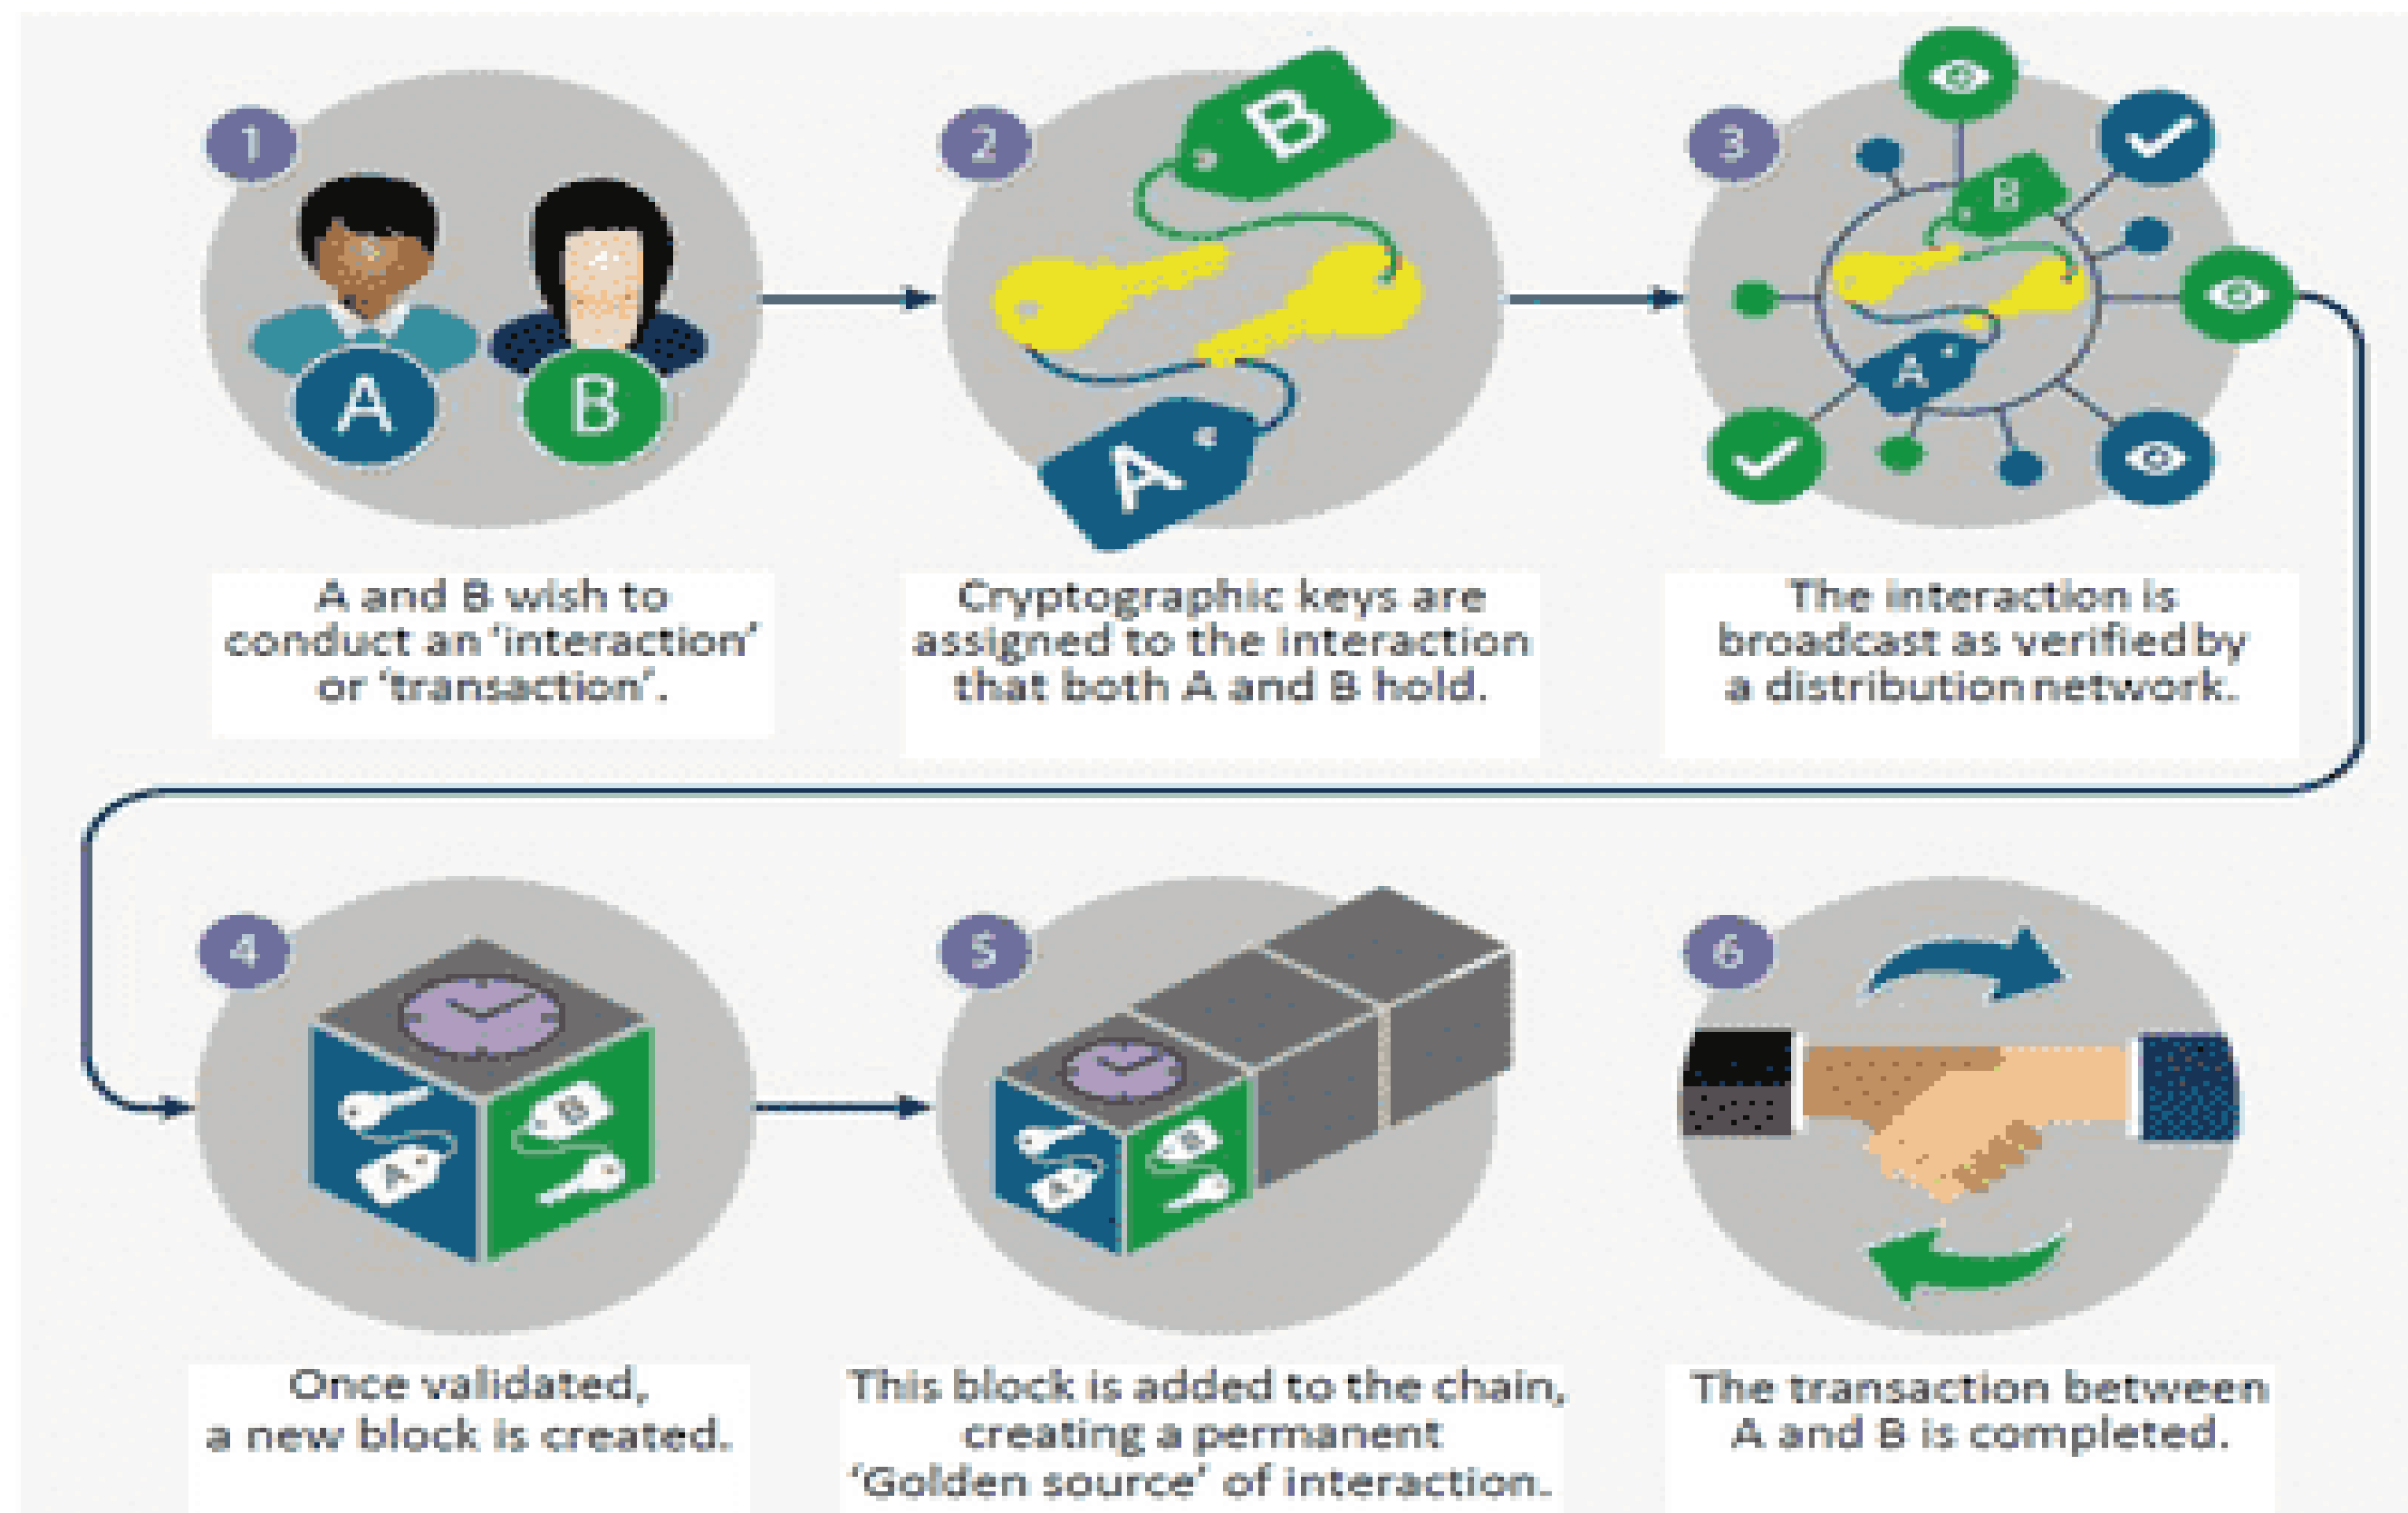 1
2
3
A
B
B
A
B
A
A and B wish to
conduct an ‘interaction’
or ‘transaction’.
Cryptographic keys are
assigned to the interaction
that both A and B hold.
The interaction is
broadcast as verified by
a distribution network.
4
5
6
B
A
B
A
Once validated,
a new block is created.
This block is added to the chain,
creating a permanent
‘Golden source’ of interaction.
The transaction between
A and B is completed.